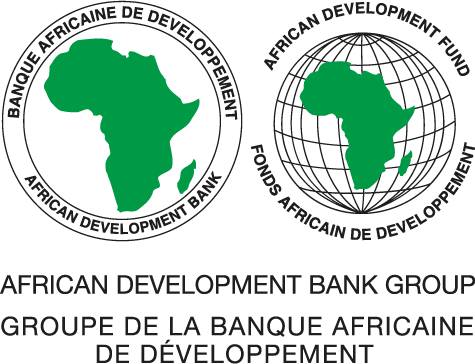 BANQUE AFRICAINE DE DEVELOPPEMENT
AFRICAN DEVELOPMENT BANK
AFRICAN DEVELOPMENT FUND
FONDS AFRICAIN DE DEVELOPPEMENT
AFRICAN DEVELOPMENT BANK GROUP
GROUPE DE LA BANQUE AFRICAINE
DE DÉVELOPPEMENT